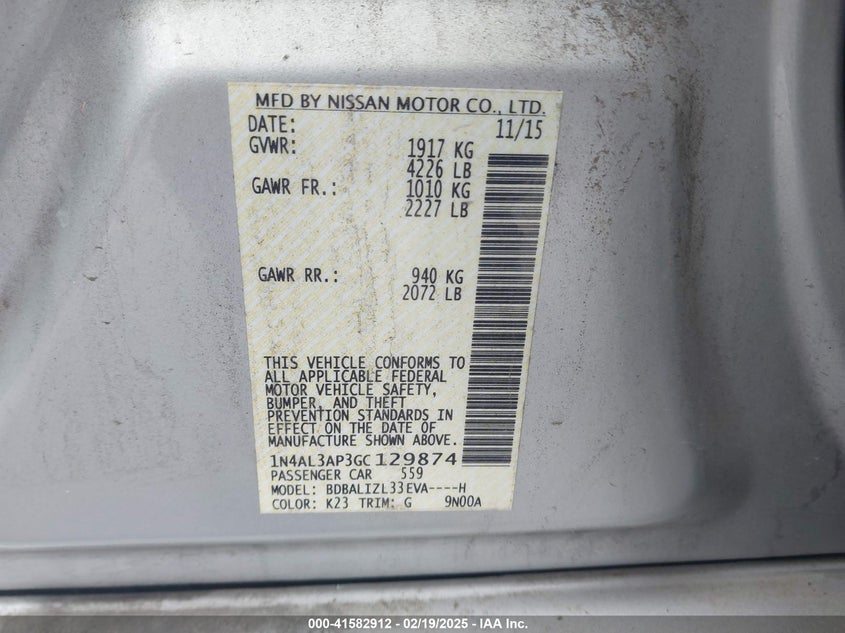 MFD BY NISSAN MOTOR CO., LTD.
DATE: 11/15
GVWR: 1917 KG
4226 LB
GAWR FR.: 1010 KG
2227 LB
GAWR RR.: 940 KG
2072 LB
THIS VEHICLE CONFORMS TO
ALL APPLICABLE FEDERAL
MOTOR VEHICLE SAFETY,
BUMPER, AND THEFT
PREVENTION STANDARDS IN
EFFECT ON THE DATE OF
MANUFACTURE SHOWN ABOVE.
1N4AL3AP3GC129874
PASSENGER CAR 559
MODEL: BDBALIZL33EVA----H
COLOR: K23 TRIM: G 9N00A
000-41582912 - 02/19/2025 - IAA Inc.